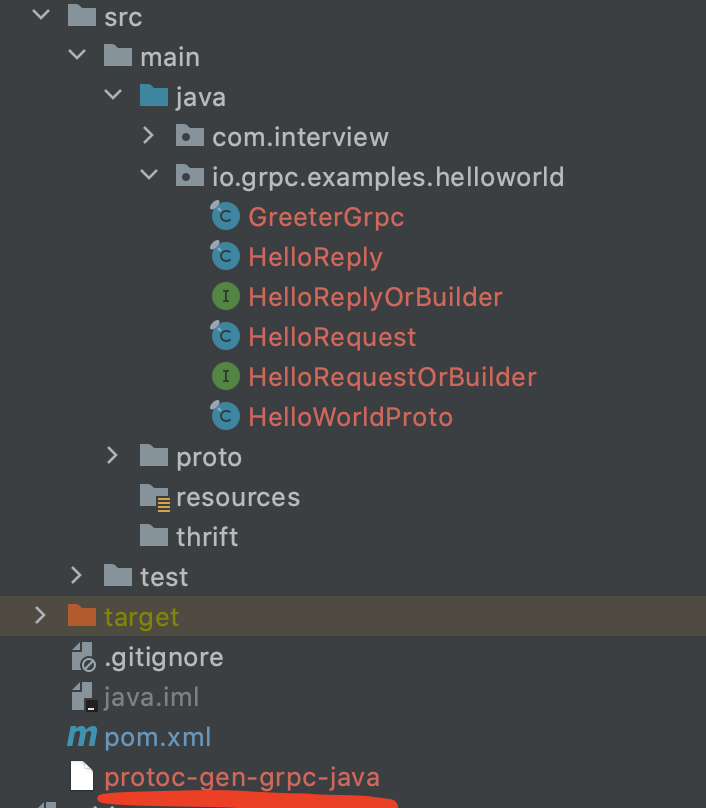 src
main
java
com.interview
io.grpc.examples.helloworld
C GreeterGrpc
C HelloReply
I HelloReplyOrBuilder
C HelloRequest
I HelloRequestOrBuilder
C HelloWorldProto
proto
resources
thrift
test
target
.gitignore
java.iml
m pom.xml
protoc-gen-grpc-java